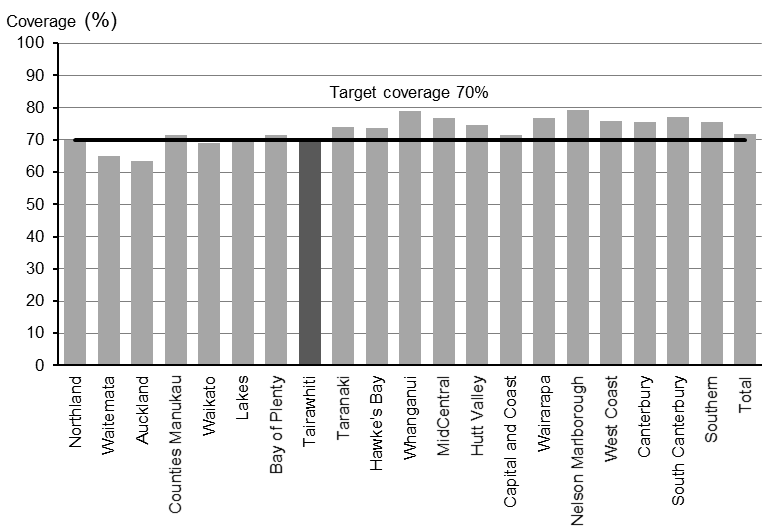 Coverage (%)
100
90
80
70
60
50
40
30
20
10
0
Target coverage 70%
Northland
Waitemata
Auckland
Counties Manukau
Waikato
Lakes
Bay of Plenty
Tairawhiti
Taranaki
Hawke's Bay
Whanganui
MidCentral
Hutt Valley
Capital and Coast
Wairarapa
Nelson Marlborough
West Coast
Canterbury
South Canterbury
Southern
Total